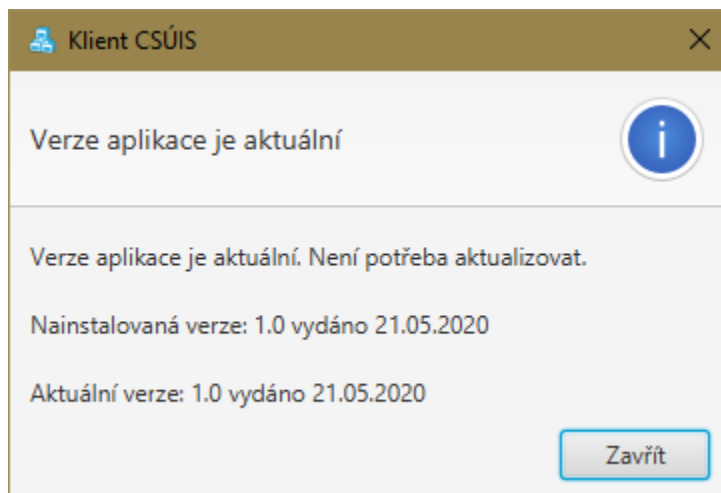 Klient CSÚIS
Verze aplikace je aktuální
Verze aplikace je aktuální. Není potřeba aktualizovat.
Nainstalovaná verze: 1.0 vydáno 21.05.2020
Aktuální verze: 1.0 vydáno 21.05.2020
Zavřít